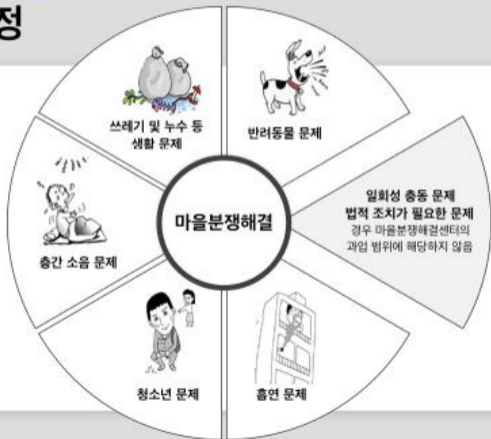 정
쓰레기 및 누수 등
생활 문제
반려동물 문제
마을분쟁해결
일회성 충동 문제
법적 조치가 필요한 문제
경우 마을분쟁해결센터의
과업 범위에 해당하지 않음
층간 소음 문제
청소년 문제
흡연 문제